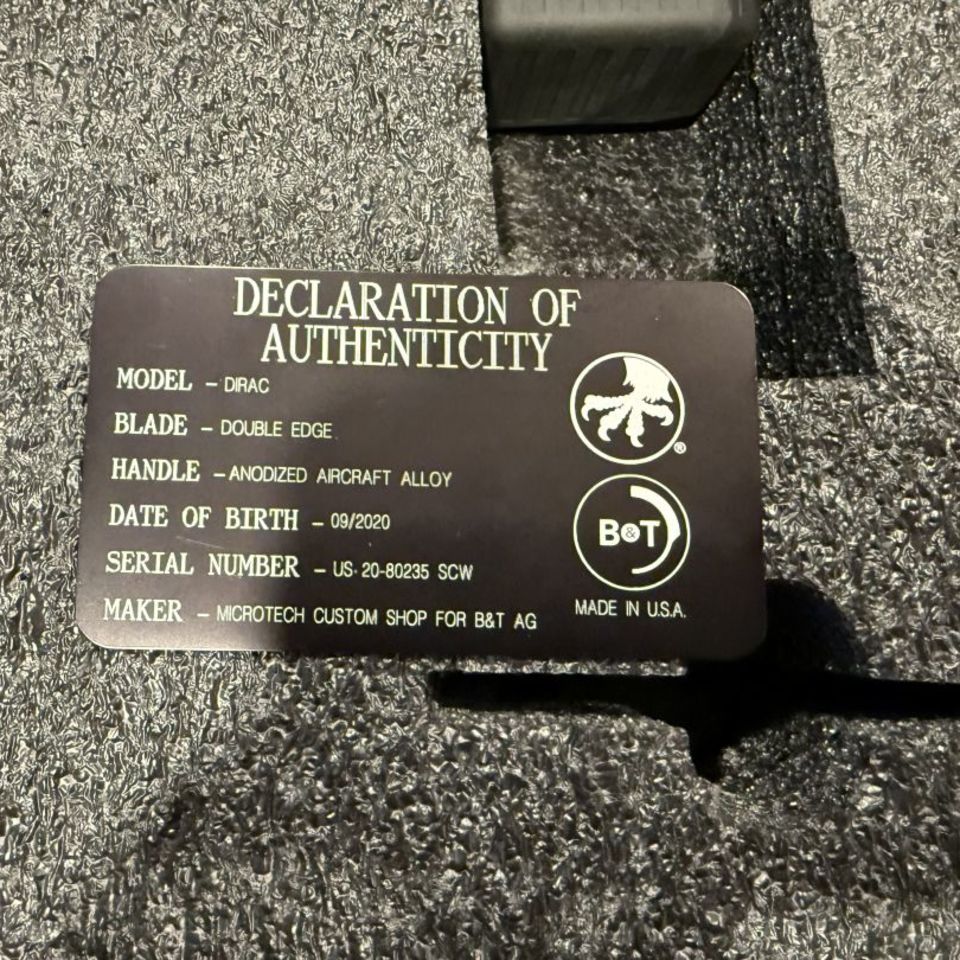 DECLARATION OF
AUTHENTICITY
MODEL – DIRAC
BLADE – DOUBLE EDGE
HANDLE – ANODIZED AIRCRAFT ALLOY
DATE OF BIRTH – 09/2020
SERIAL NUMBER – US-20-80235 SCW
MAKER – MICROTECH CUSTOM SHOP FOR B&T AG
®
B&T
MADE IN U.S.A.